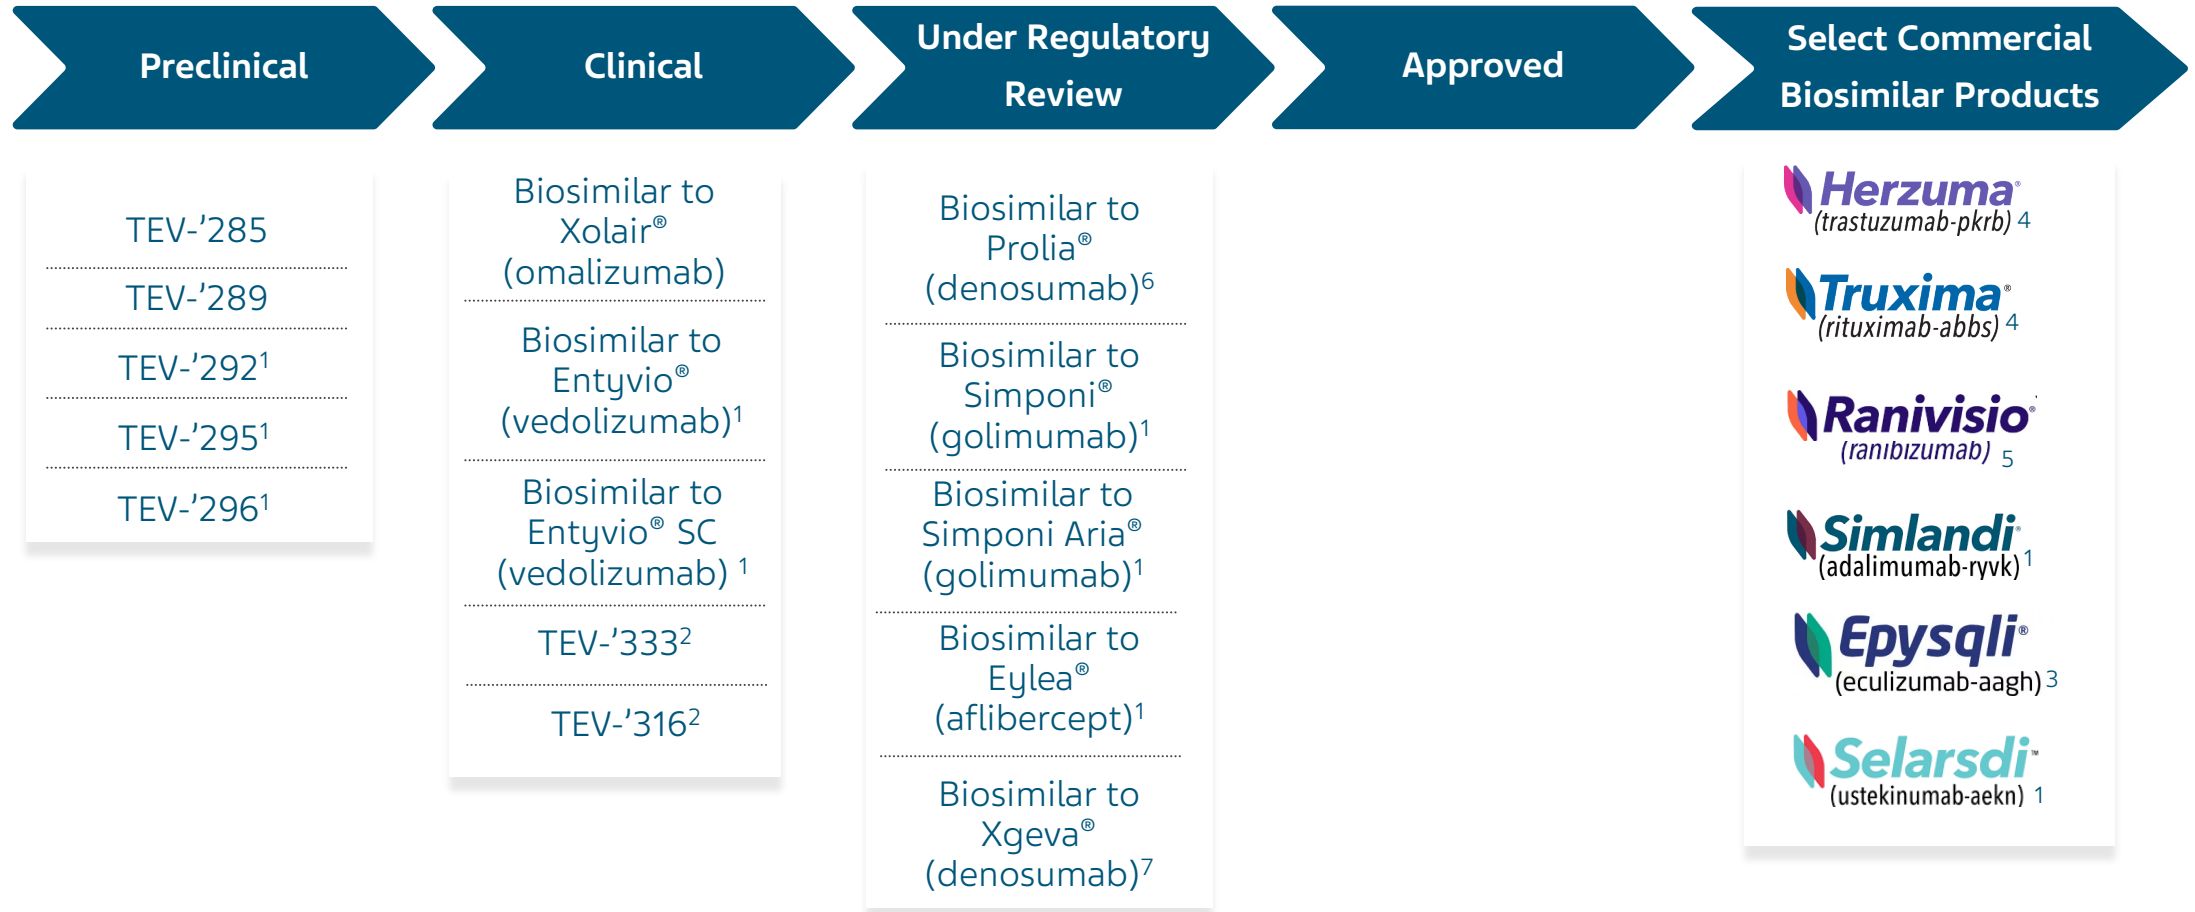 Preclinical
Clinical
Under Regulatory
Review
Approved
Select Commercial
Biosimilar Products
TEV-’285
TEV-’289
TEV-’292¹
TEV-’295¹
TEV-’296¹
Biosimilar to
Xolair®
(omalizumab)
Biosimilar to
Entyvio®
(vedolizumab)¹
Biosimilar to
Entyvio® SC
(vedolizumab) ¹
TEV-’333²
TEV-’316²
Biosimilar to
Prolia®
(denosumab)⁶
Biosimilar to
Simponi®
(golimumab)¹
Biosimilar to
Simponi Aria®
(golimumab)¹
Biosimilar to
Eylea®
(aflibercept)¹
Biosimilar to
Xgeva®
(denosumab)⁷
Herzuma®
(trastuzumab-pkrb) 4
Truxima®
(rituximab-abbs) 4
Ranivisio®
(ranibizumab) 5
Simlandi®
(adalimumab-ryvk) 1
Epysqli®
(eculizumab-aagh) 3
Selarsdi™
(ustekinumab-aekn) 1